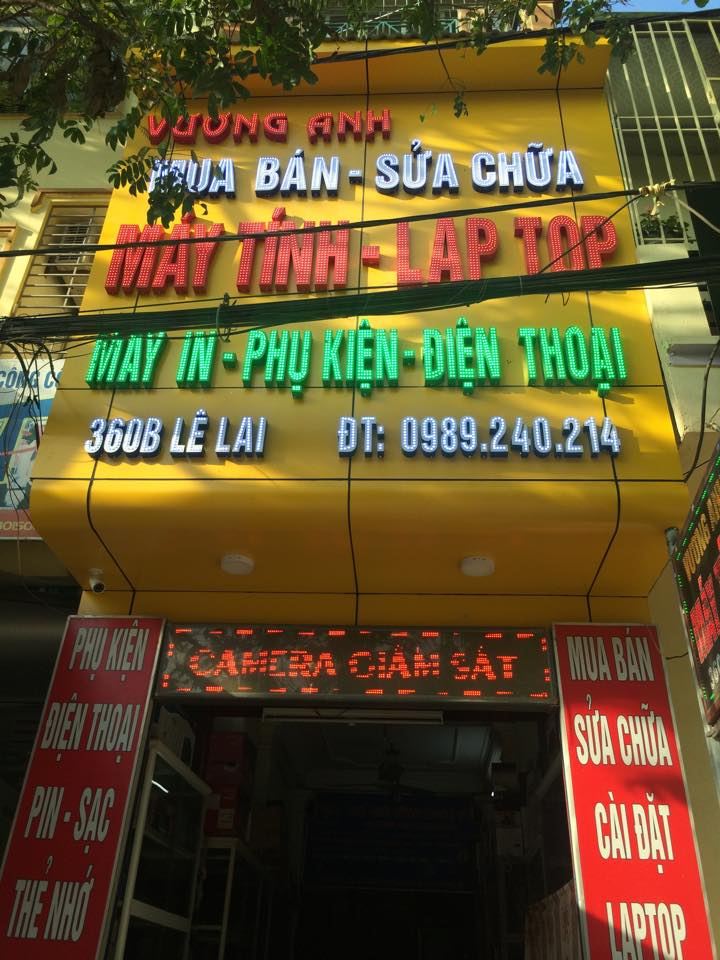 VƯƠNG ANH
MUA BÁN - SỬA CHỮA
MÁY TÍNH - LAP TOP
MÁY IN - PHỤ KIỆN - ĐIỆN THOẠI
360B LÊ LAI ĐT: 0989.240.214
CAMERA GIÁM SÁT
PHỤ KIỆN
ĐIỆN THOẠI
PIN - SẠC
THẺ NHỚ
MUA BÁN
SỬA CHỮA
CÀI ĐẶT
LAPTOP